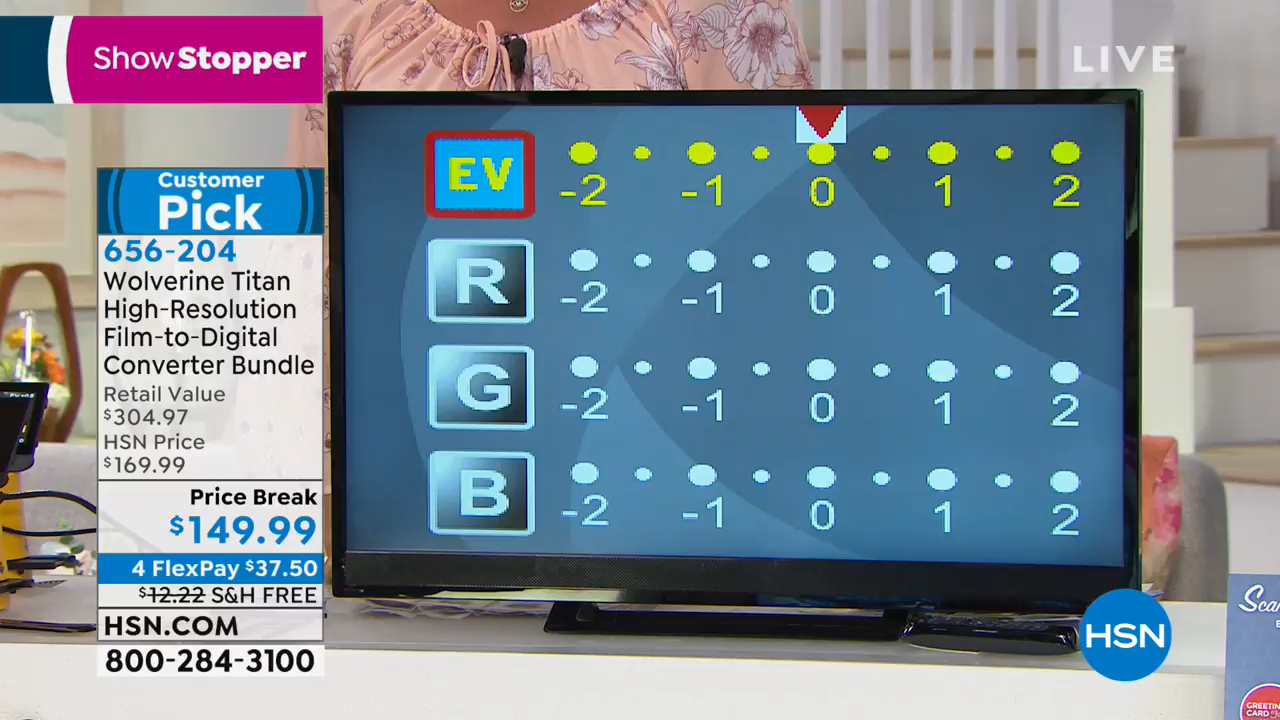 ShowStopper
LIVE
Customer
Pick
656-204
Wolverine Titan
High-Resolution
Film-to-Digital
Converter Bundle
Retail Value
$304.97
HSN Price
$169.99
Price Break
$149.99
4 FlexPay $37.50
$12.22 S&H FREE
HSN.COM
800-284-3100
EV
-2 -1 0 1 2
R
-2 -1 0 1 2
G
-2 -1 0 1 2
B
-2 -1 0 1 2
HSN
GREETING
CARD